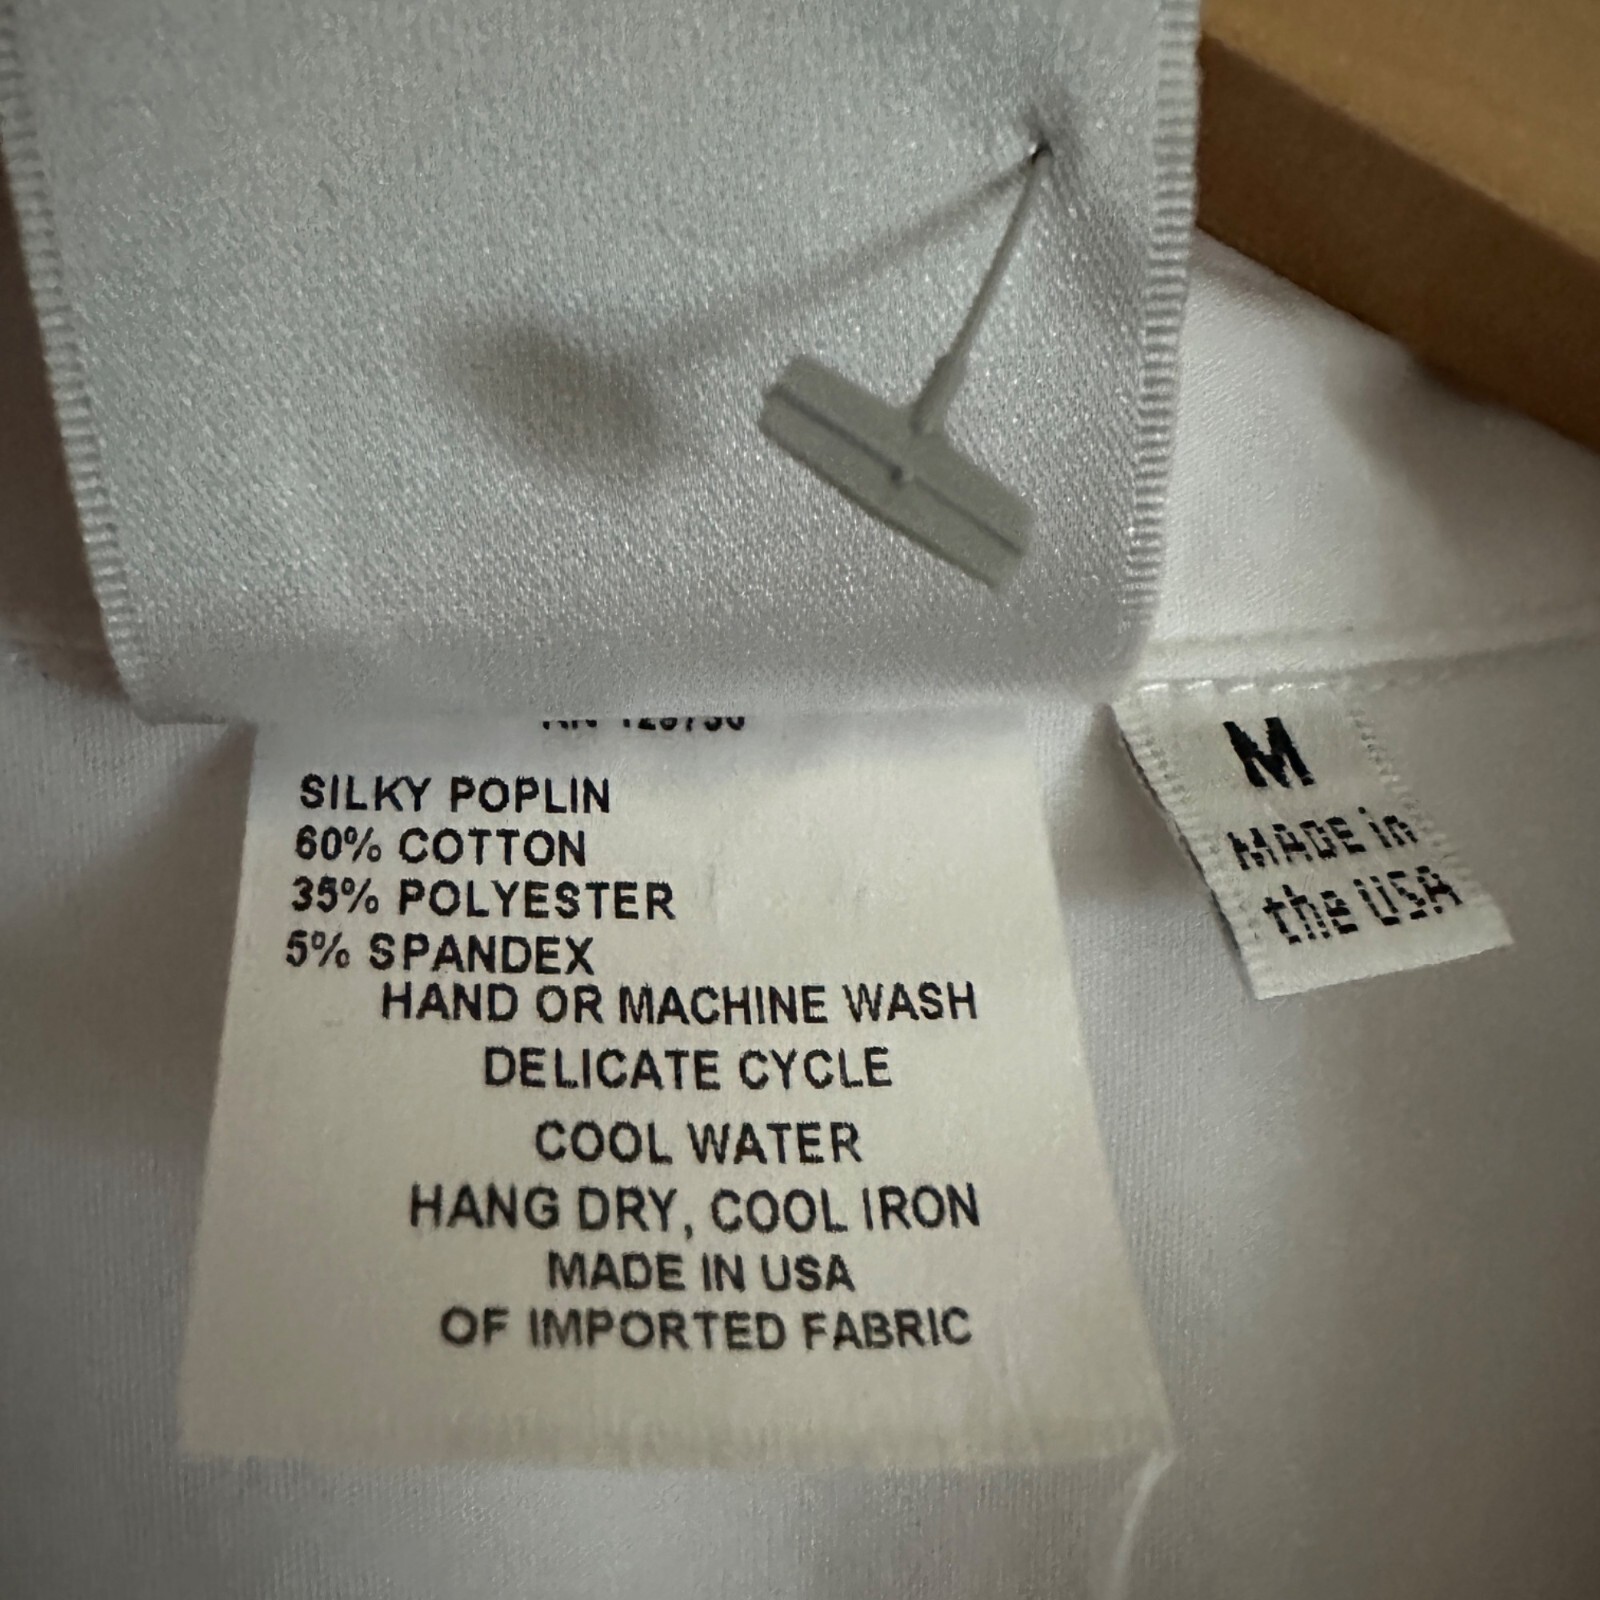 SILKY POPLIN
60% COTTON
35% POLYESTER
5% SPANDEX
HAND OR MACHINE WASH
DELICATE CYCLE
COOL WATER
HANG DRY, COOL IRON
MADE IN USA
OF IMPORTED FABRIC
M
MADE in
the USA